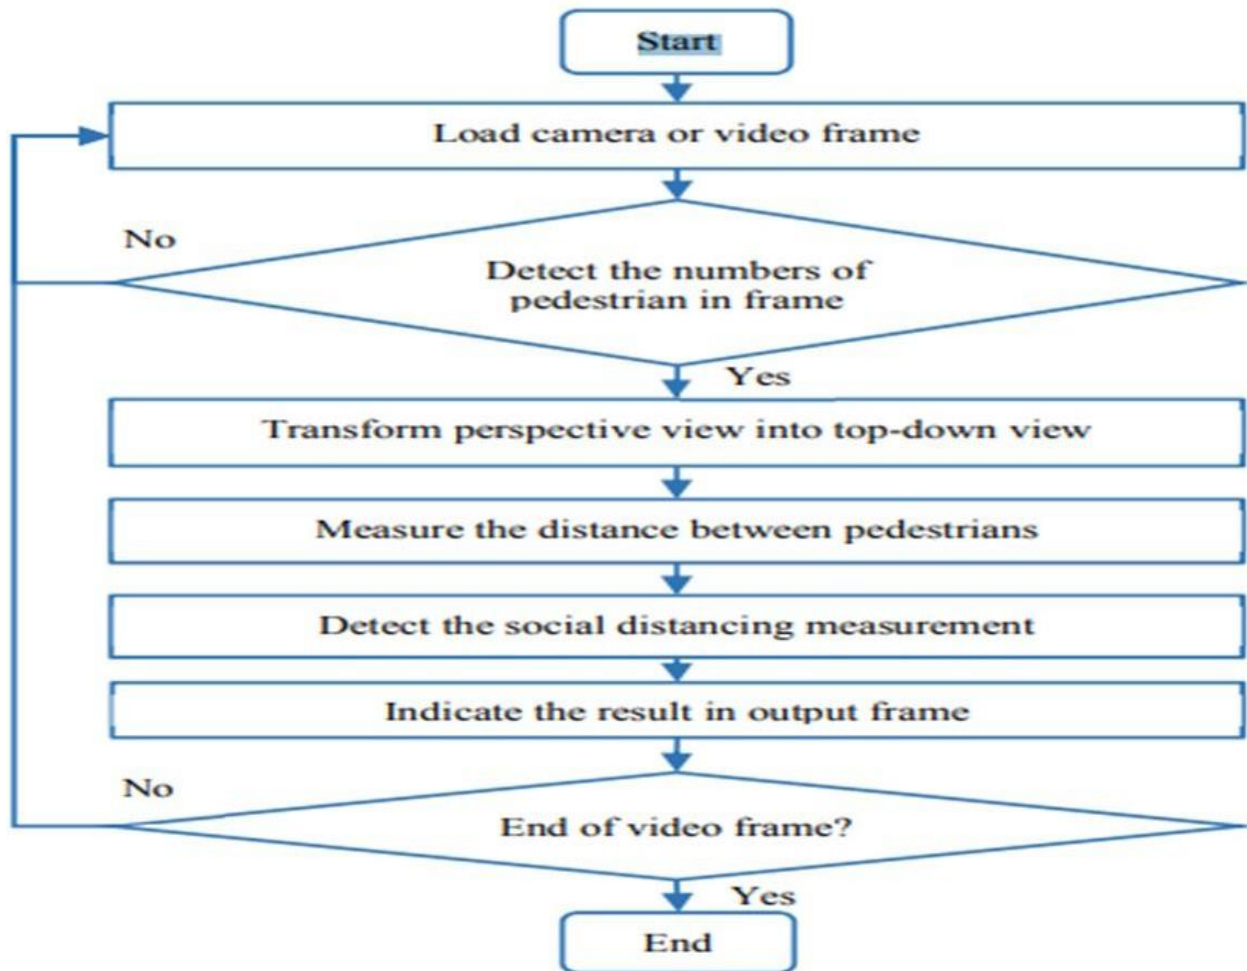 Start
Load camera or video frame
No
Detect the numbers of
pedestrian in frame
Yes
Transform perspective view into top-down view
Measure the distance between pedestrians
Detect the social distancing measurement
Indicate the result in output frame
No
End of video frame?
Yes
End